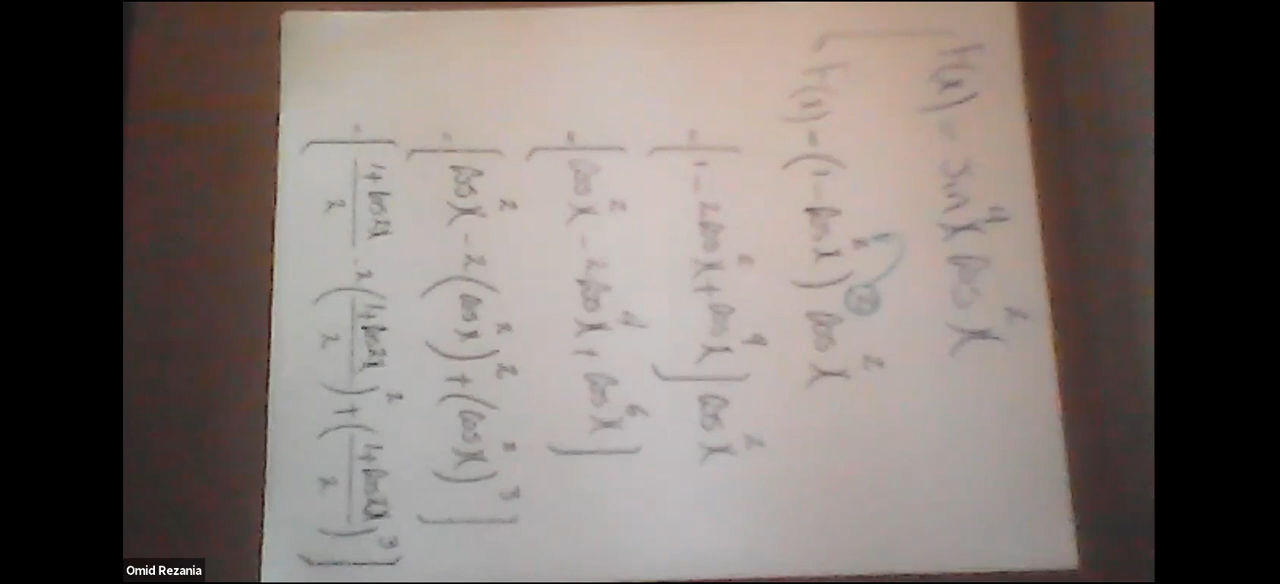 f(x) = sin⁴x cos²x
f(x) = (1 - cos²x)² cos²x
= [1 - 2cos²x + cos⁴x] cos²x
= [cos²x - 2cos⁴x + cos⁶x]
= [cos²x - 2(cos²x)² + (cos²x)³]
= [(1+cos2x)/2 - 2((1+cos2x)/2)² + ((1+cos2x)/2)³]
Omid Rezania